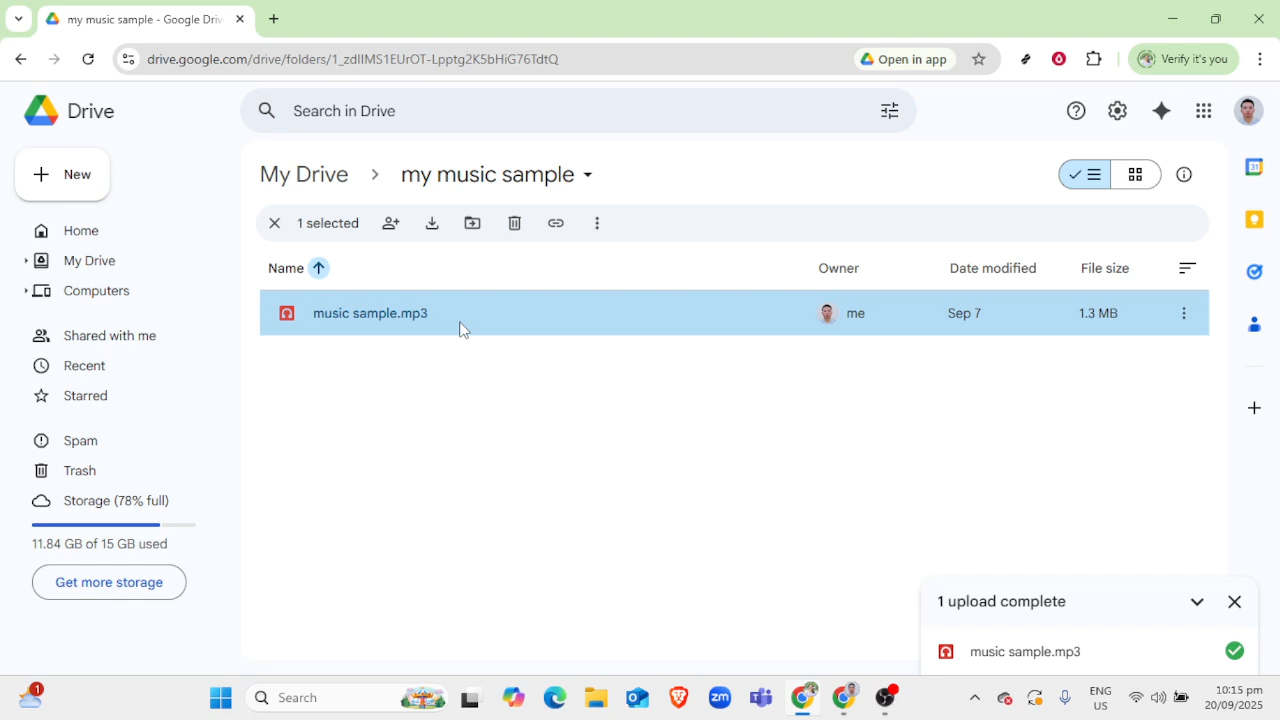 my music sample - Google Driv
drive.google.com/drive/folders/1_zdIIMS1EUrOT-Lpptg2K5bHiG76TdtQ
Open in app
Verify it's you
Drive
Search in Drive
New
My Drive
my music sample
1 selected
Home
My Drive
Computers
Shared with me
Recent
Starred
Spam
Trash
Storage (78% full)
11.84 GB of 15 GB used
Get more storage
Name
Owner
Date modified
File size
music sample.mp3
me
Sep 7
1.3 MB
31
1 upload complete
music sample.mp3
1
Search
zm
ENG
US
10:15 pm
20/09/2025